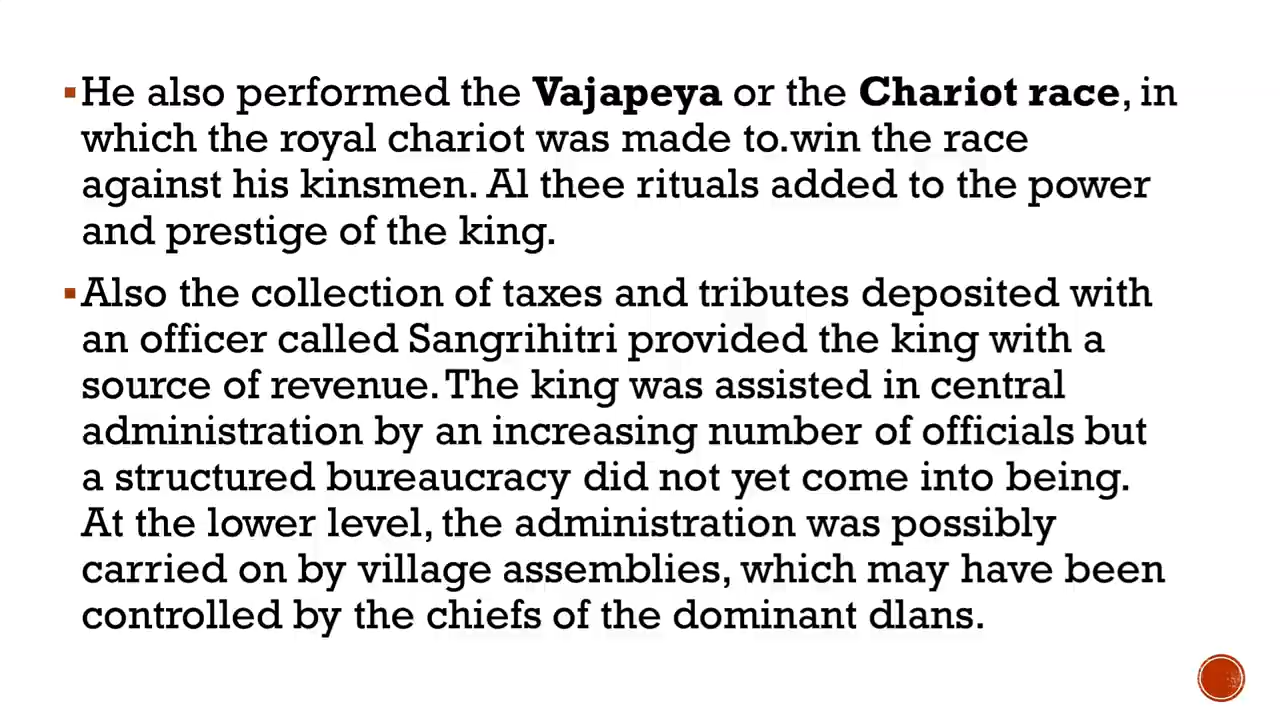 ▪He also performed the Vajapeya or the Chariot race, in
which the royal chariot was made to.win the race
against his kinsmen. Al thee rituals added to the power
and prestige of the king.
▪Also the collection of taxes and tributes deposited with
an officer called Sangrihitri provided the king with a
source of revenue. The king was assisted in central
administration by an increasing number of officials but
a structured bureaucracy did not yet come into being.
At the lower level, the administration was possibly
carried on by village assemblies, which may have been
controlled by the chiefs of the dominant dlans.